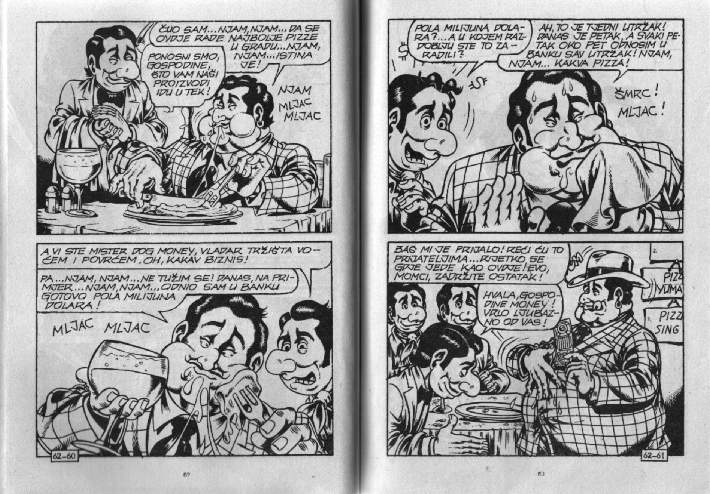 ČUO SAM...NJAM, NJAM...DA SE
OVDJE RADE NAJBOLJE PIZZE
U GRADU...NJAM,
NJAM...ISTINA
JE!
PONOSNI SMO,
GOSPODINE,
ŠTO VAM NAŠI
PROIZVODI
IDU U TEK!
NJAM
MLJAC
MLJAC
A VI STE MISTER DOG MONEY, VLADAR TRŽIŠTA VO-
ĆEM I POVRĆEM. OH, KAKAV BIZNIS!
PA...NJAM, NJAM...NE TUŽIM SE! DANAS, NA PRI-
MJER...NJAM, NJAM...ODNIO SAM U BANKU
GOTOVO POLA MILIJUNA
DOLARA!
MLJAC MLJAC
62-60
POLA MILIJUNA DOLA-
RA?...A U KOJEM RAZ-
DOBLJU STE TO ZA-
RADILI?
AH, TO JE TJEDNI UTRŽAK!
DANAS JE PETAK, A SVAKI PE-
TAK OKO PET ODNOSIM U
BANKU SAV UTRŽAK! NJAM,
NJAM... KAKVA PIZZA!
ŠMRC!
MLJAC!
BAŠ MI JE PRIJALO! REĆI ĆU TO
PRIJATELJIMA...RIJETKO SE
GDJE JEDE KAO OVDJE! EVO,
MOMCI, ZADRŽITE OSTATAK!
HVALA, GOSPO-
DINE MONEY!
VRLO LJUBAZ-
NO OD VAS!
PIZZ
PIZZ
SING
62-61